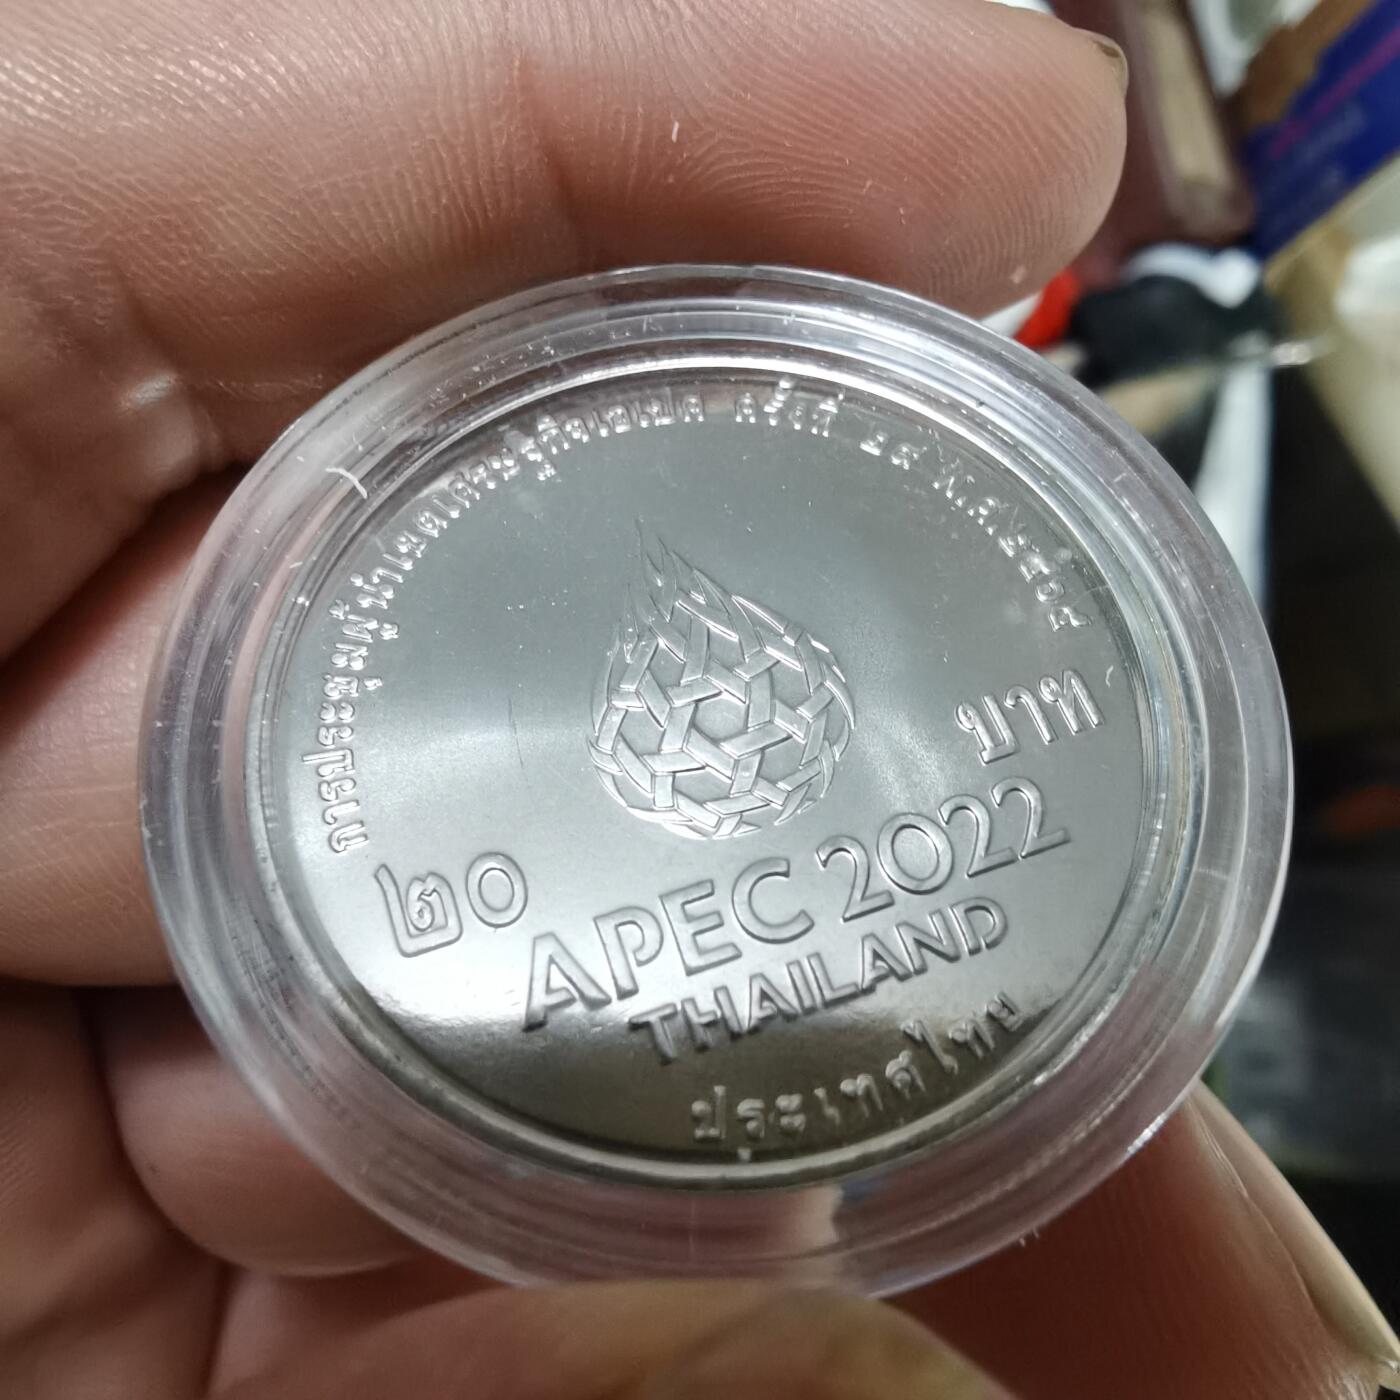 การประชุมผู้นำเขตเศรษฐกิจเอเปค ครั้งที่ ๒๙ พ.ศ.๒๕๖๕
บาท
๒๐
APEC 2022
THAILAND
ประเทศไทย